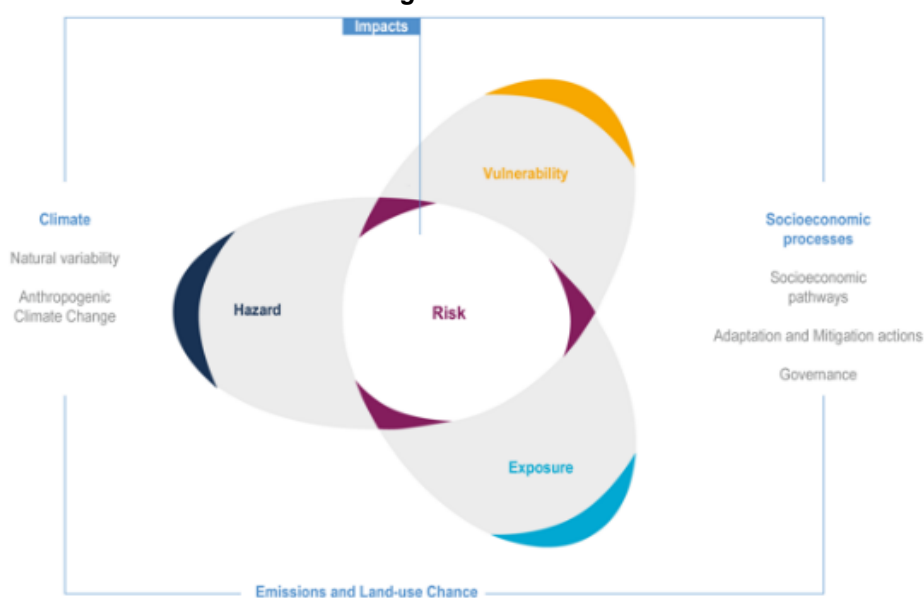 Impacts
Vulnerability
Climate
Natural variability
Anthropogenic
Climate Change
Hazard
Risk
Socioeconomic
processes
Socioeconomic
pathways
Adaptation and Mitigation actions
Governance
Exposure
Emissions and Land-use Chance